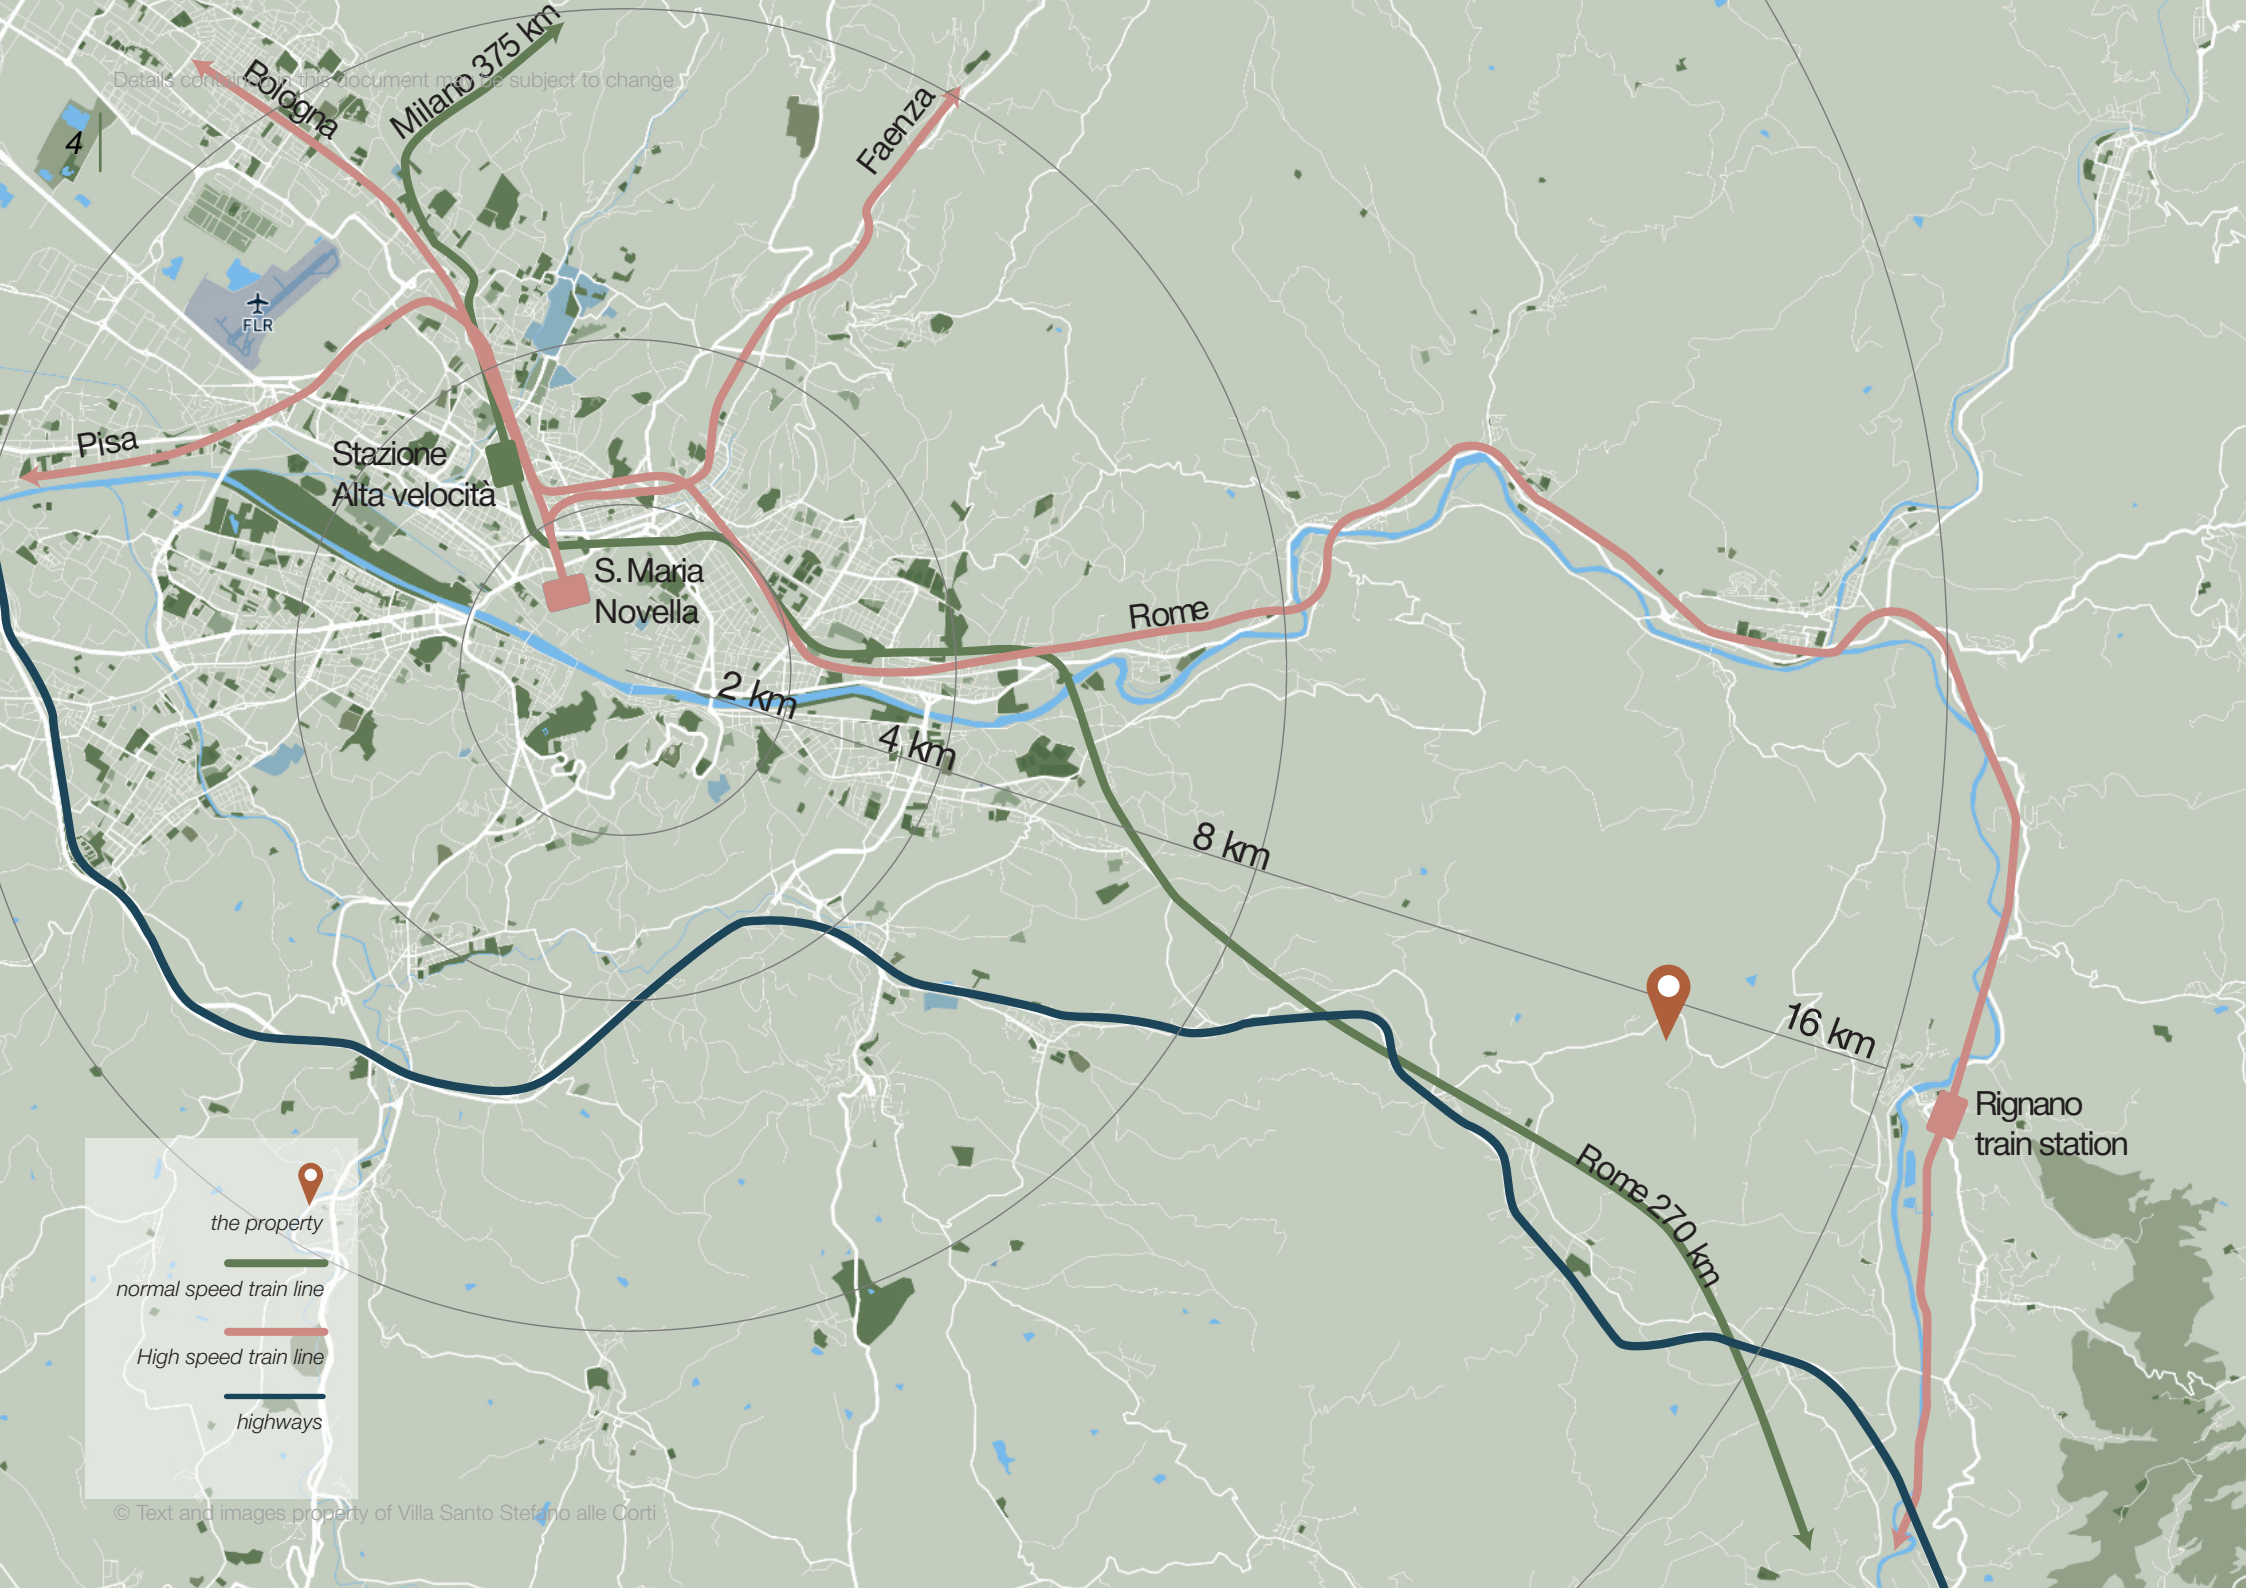 Milano 375 km
Bologna
Details contained in this document may be subject to change
Faenza
4
FLR
Pisa
Stazione
Alta velocità
S. Maria
Novella
Rome
2 km
4 km
8 km
16 km
Rignano
train station
Rome 270 km
the property
normal speed train line
High speed train line
highways
© Text and images property of Villa Santo Stefano alle Corti